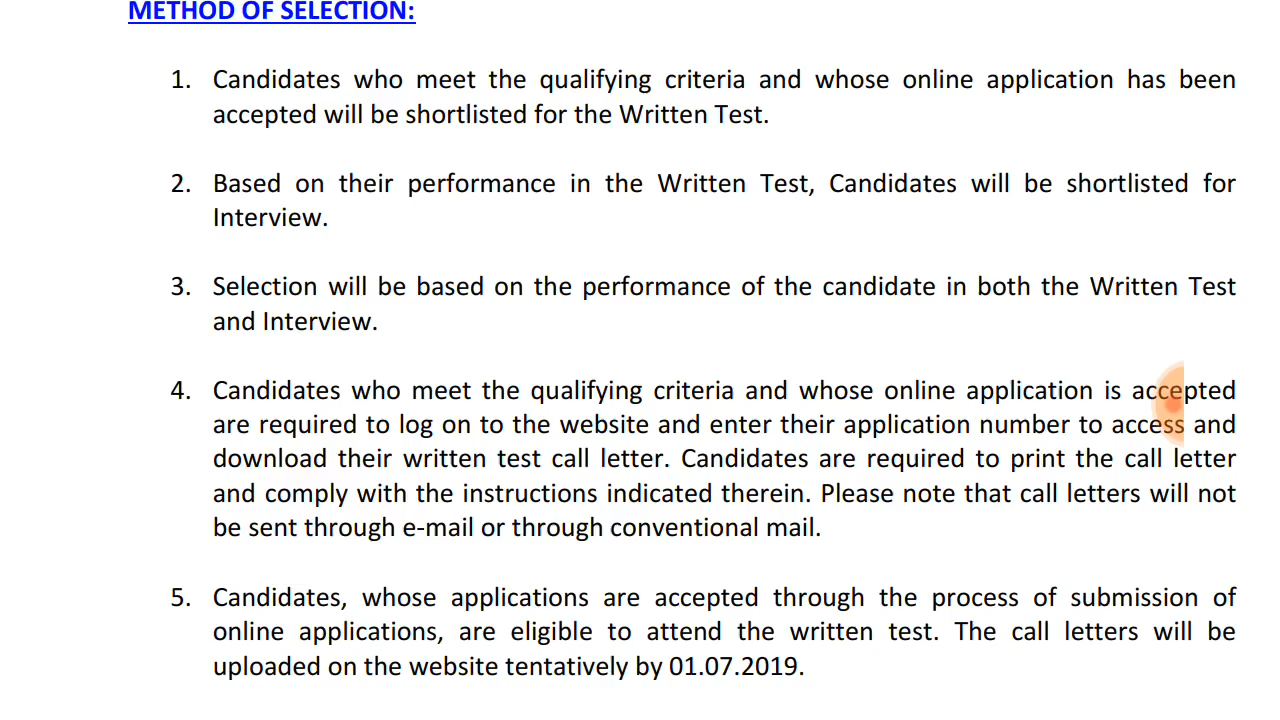 METHOD OF SELECTION:
1. Candidates who meet the qualifying criteria and whose online application has been
accepted will be shortlisted for the Written Test.
2. Based on their performance in the Written Test, Candidates will be shortlisted for
Interview.
3. Selection will be based on the performance of the candidate in both the Written Test
and Interview.
4. Candidates who meet the qualifying criteria and whose online application is accepted
are required to log on to the website and enter their application number to access and
download their written test call letter. Candidates are required to print the call letter
and comply with the instructions indicated therein. Please note that call letters will not
be sent through e-mail or through conventional mail.
5. Candidates, whose applications are accepted through the process of submission of
online applications, are eligible to attend the written test. The call letters will be
uploaded on the website tentatively by 01.07.2019.